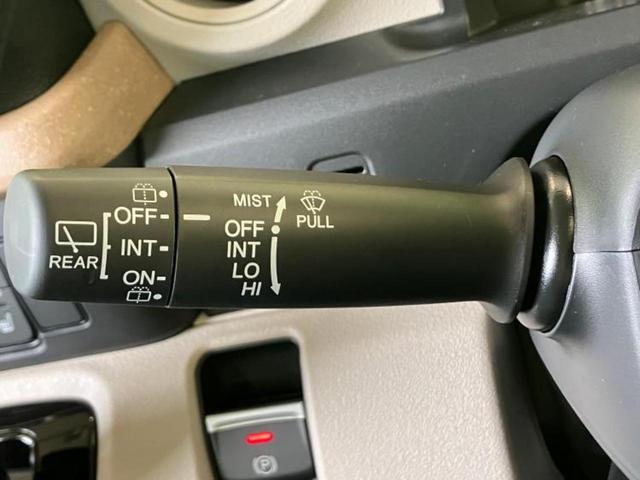 REAR
OFF
INT
ON
MIST
OFF
INT
LO
HI
PULL
P